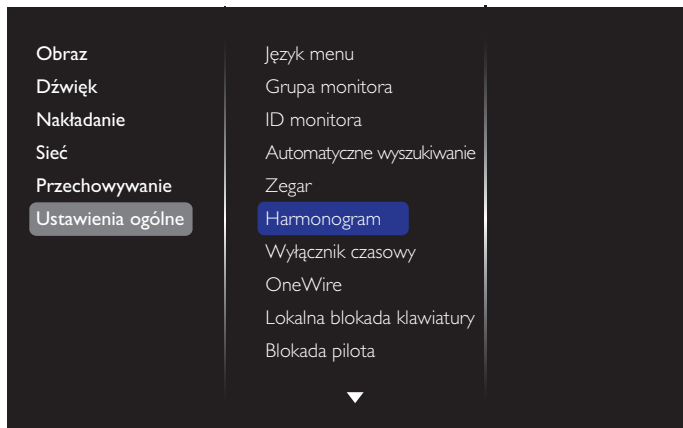 Obraz
Dźwięk
Nakładanie
Sieć
Przechowywanie
Ustawienia ogólne
Język menu
Grupa monitora
ID monitora
Automatyczne wyszukiwanie
Zegar
Harmonogram
Wyłącznik czasowy
OneWire
Lokalna blokada klawiatury
Blokada pilota